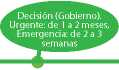 Decisión (Gobierno).
Urgente: de 1 a 2 meses,
Emergencia: de 2 a 3
semanas